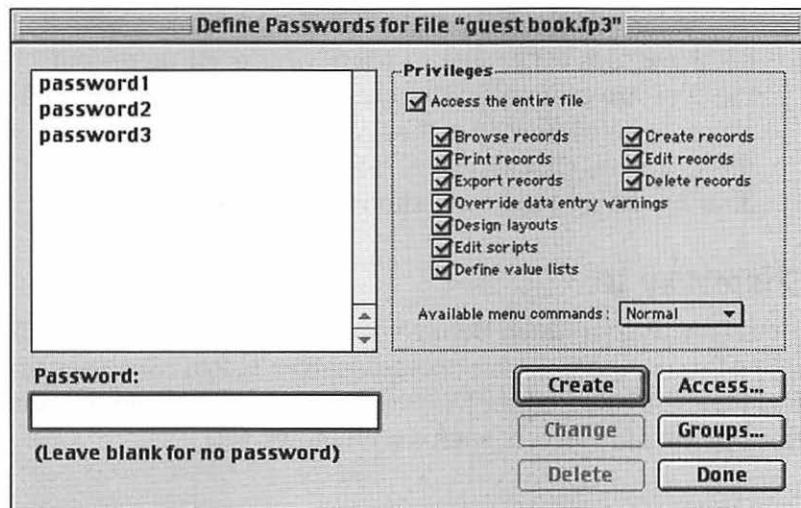 Define Passwords for File "guest book.fp3"
password1
password2
password3
Privileges
Access the entire file
Browse records
Create records
Print records
Edit records
Export records
Delete records
Override data entry warnings
Design layouts
Edit scripts
Define value lists
Available menu commands: Normal
Password:
(Leave blank for no password)
Create
Access...
Change
Groups...
Delete
Done